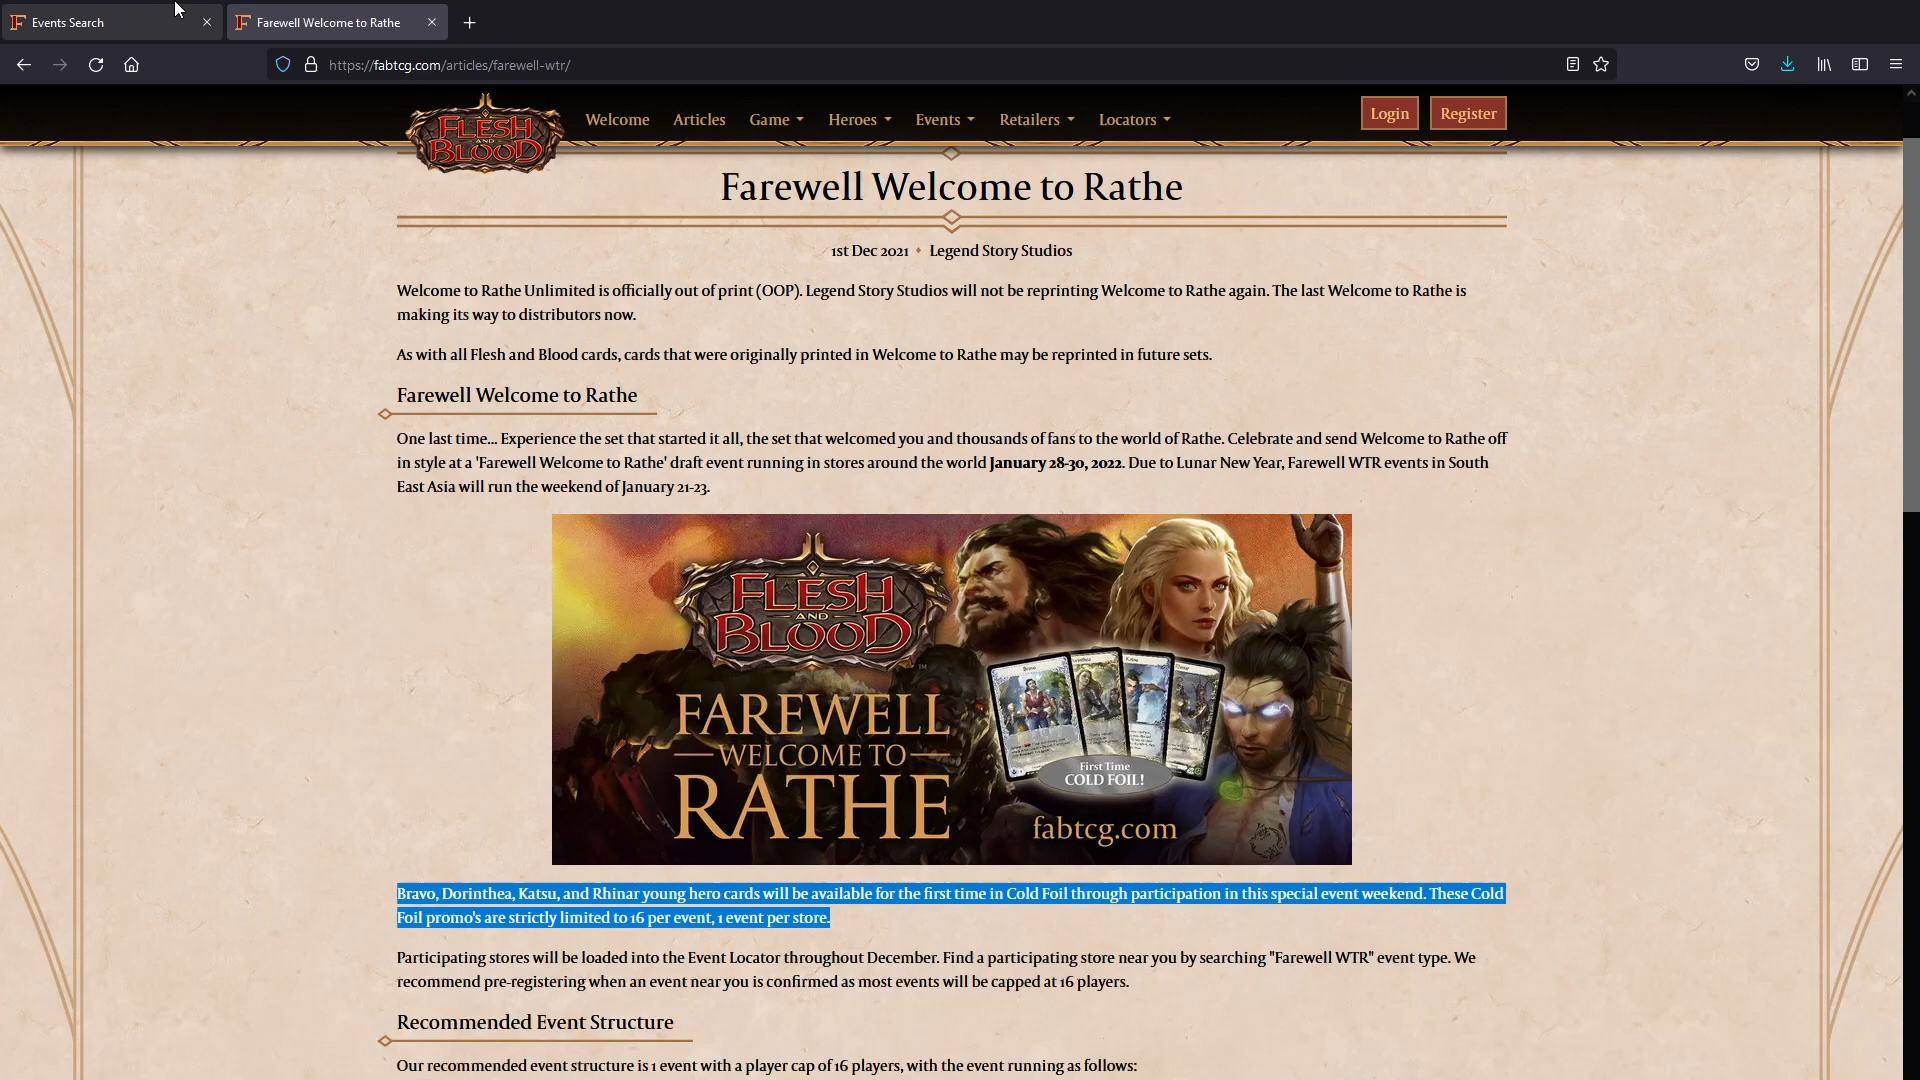 Events Search
Farewell Welcome to Rathe
https://fabtcg.com/articles/farewell-wtr/
FLESH
AND
BLOOD
Welcome
Articles
Game
Heroes
Events
Retailers
Locators
Login
Register
Farewell Welcome to Rathe
1st Dec 2021 ♦ Legend Story Studios
Welcome to Rathe Unlimited is officially out of print (OOP). Legend Story Studios will not be reprinting Welcome to Rathe again. The last Welcome to Rathe is
making its way to distributors now.
As with all Flesh and Blood cards, cards that were originally printed in Welcome to Rathe may be reprinted in future sets.
Farewell Welcome to Rathe
One last time... Experience the set that started it all, the set that welcomed you and thousands of fans to the world of Rathe. Celebrate and send Welcome to Rathe off
in style at a 'Farewell Welcome to Rathe' draft event running in stores around the world January 28-30, 2022. Due to Lunar New Year, Farewell WTR events in South
East Asia will run the weekend of January 21-23.
FLESH
AND
BLOOD
TM
FAREWELL
WELCOME TO
RATHE
Bravo
Dorinthea
Katsu
Rhinar
First Time
COLD FOIL!
fabtcg.com
Bravo, Dorinthea, Katsu, and Rhinar young hero cards will be available for the first time in Cold Foil through participation in this special event weekend. These Cold
Foil promo's are strictly limited to 16 per event, 1 event per store.
Participating stores will be loaded into the Event Locator throughout December. Find a participating store near you by searching "Farewell WTR" event type. We
recommend pre-registering when an event near you is confirmed as most events will be capped at 16 players.
Recommended Event Structure
Our recommended event structure is 1 event with a player cap of 16 players, with the event running as follows: